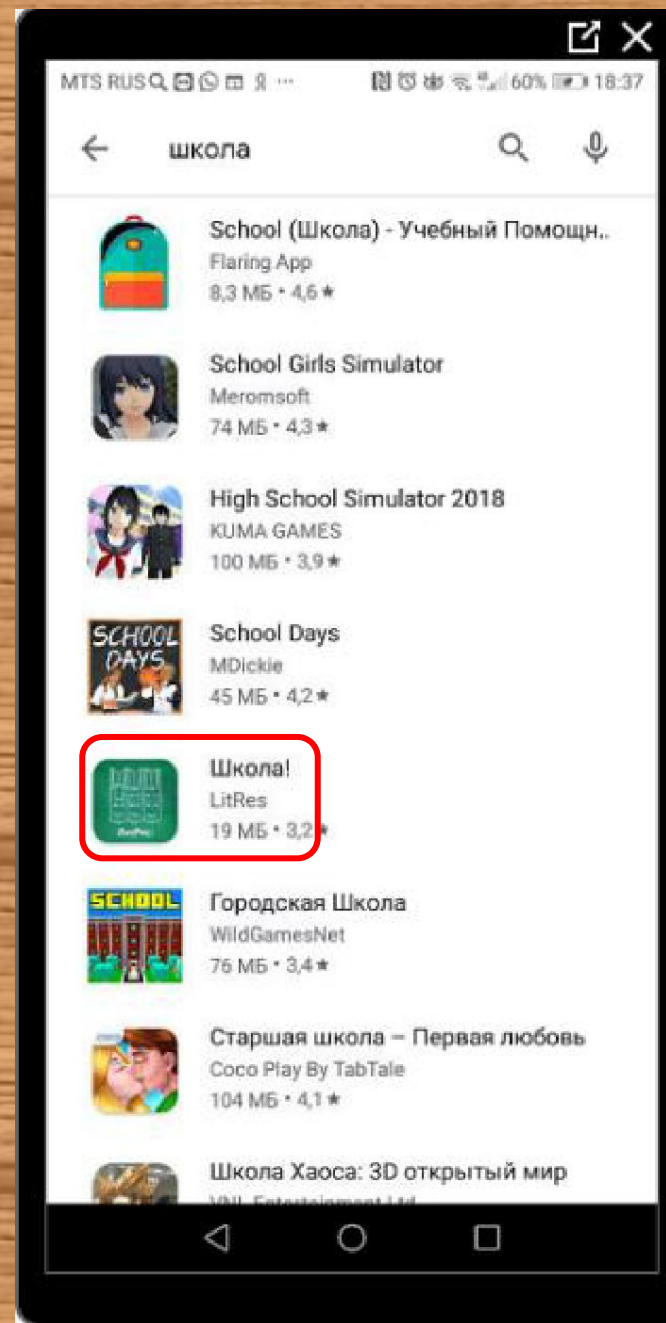 MTS RUS 60% 18:37
школа
School (Школа) - Учебный Помощн..
Flaring App
8,3 МБ • 4,6 ★
School Girls Simulator
Meromsoft
74 МБ • 4,3 ★
High School Simulator 2018
KUMA GAMES
100 МБ • 3,9 ★
SCHOOL
DAYS
School Days
MDickie
45 МБ • 4,2 ★
Школа!
LitRes
19 МБ • 3,2 ★
SCHOOL
Городская Школа
WildGamesNet
76 МБ • 3,4 ★
Старшая школа – Первая любовь
Coco Play By TabTale
104 МБ • 4,1 ★
Школа Хаоса: 3D открытый мир